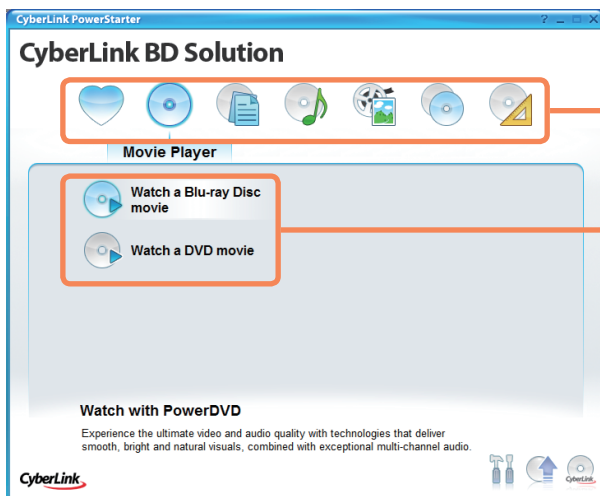 CyberLink PowerStarter
CyberLink BD Solution
Movie Player
Watch a Blu-ray Disc
movie
Watch a DVD movie
Watch with PowerDVD
Experience the ultimate video and audio quality with technologies that deliver
smooth, bright and natural visuals, combined with exceptional multi-channel audio.
CyberLink
CyberLink